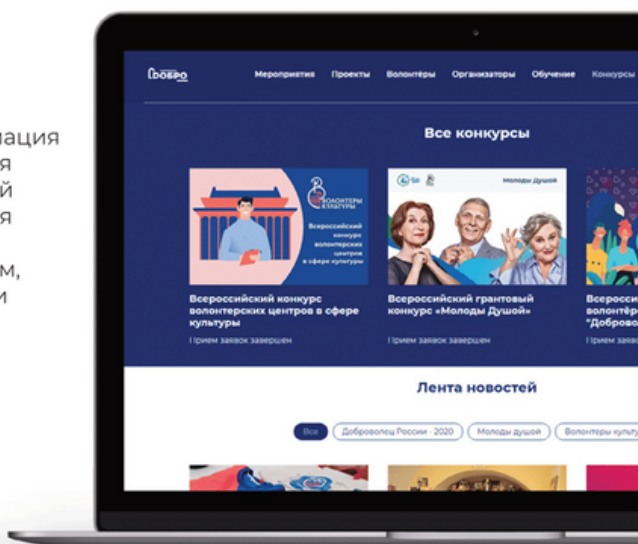 мация
я
й
я
м,
и
ДОБРО
Мероприятия Проекты Волонтёры Организаторы Обучение Конкурсы
Все конкурсы
ВОЛОНТЕРЫ
КУЛЬТУРЫ
Всероссийский
конкурс
волонтерских
центров
в сфере культуры
Молоды Душой
Всероссийский конкурс
волонтерских центров в сфере
культуры
Прием заявок завершен
Всероссийский грантовый
конкурс «Молоды Душой»
Прием заявок завершен
Всеросси
волонтёр
"Доброво
Прием заявок
Лента новостей
Все Доброволец России - 2020 Молоды душой Волонтеры культу